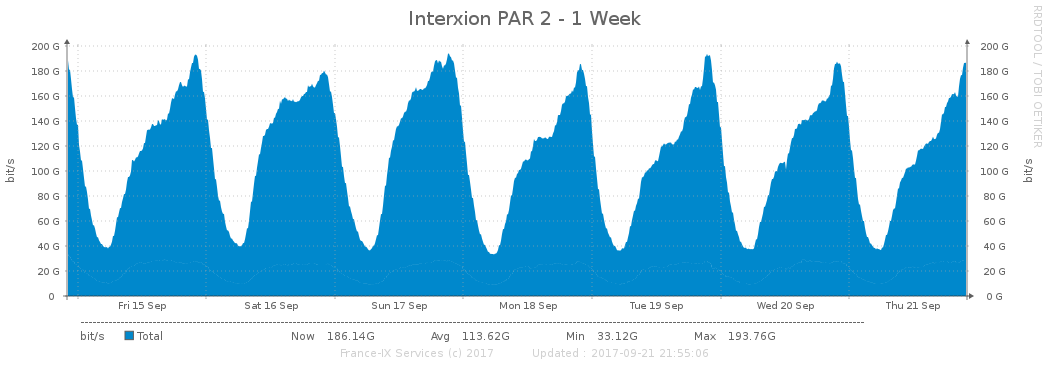 Interxion PAR 2 - 1 Week
RRDTOOL / TOBI OETIKER
bit/s
200 G
180 G
160 G
140 G
120 G
100 G
80 G
60 G
40 G
20 G
0
200 G
180 G
160 G
140 G
120 G
100 G
80 G
60 G
40 G
20 G
0 G
bit/s
Fri 15 Sep Sat 16 Sep Sun 17 Sep Mon 18 Sep Tue 19 Sep Wed 20 Sep Thu 21 Sep
bit/s Total Now 186.14G Avg 113.62G Min 33.12G Max 193.76G
France-IX Services (c) 2017 Updated : 2017-09-21 21:55:06